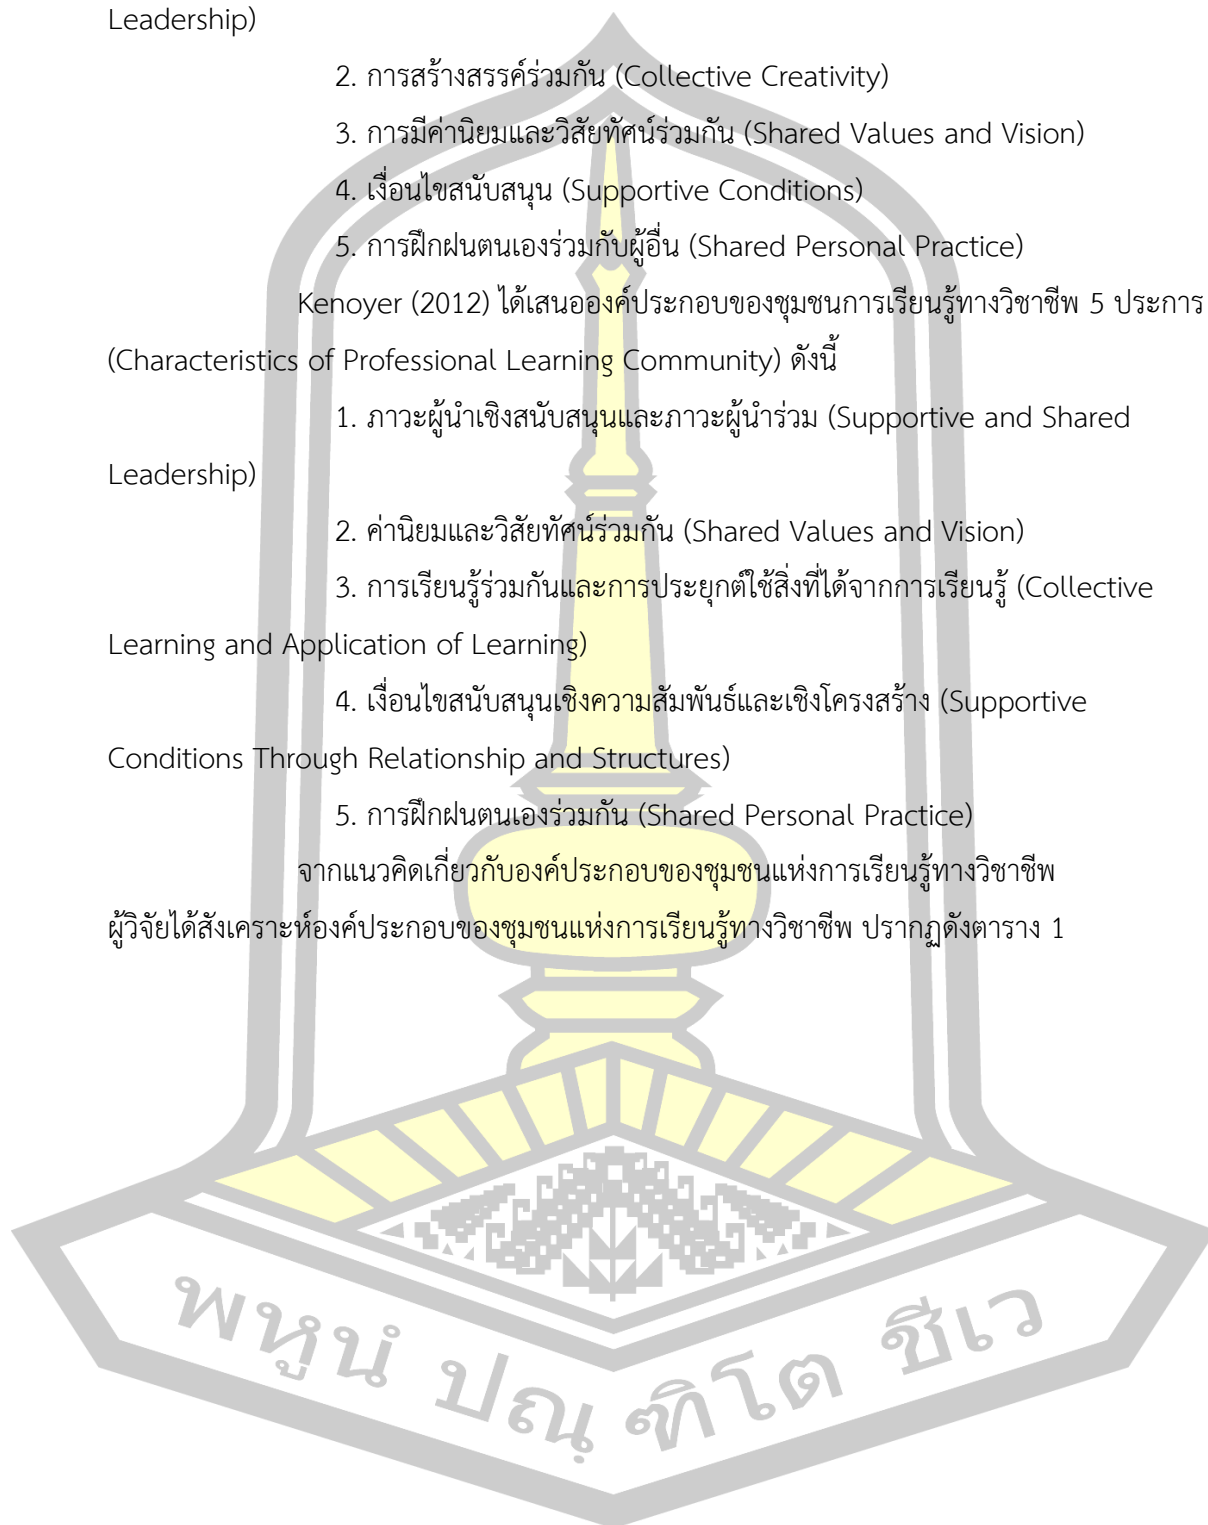 Leadership)
2. การสร้างสรรค์ร่วมกัน (Collective Creativity)
3. การมีค่านิยมและวิสัยทัศน์ร่วมกัน (Shared Values and Vision)
4. เงื่อนไขสนับสนุน (Supportive Conditions)
5. การฝึกฝนตนเองร่วมกับผู้อื่น (Shared Personal Practice)
Kenoyer (2012) ได้เสนอองค์ประกอบของชุมชนการเรียนรู้ทางวิชาชีพ 5 ประการ
(Characteristics of Professional Learning Community) ดังนี้
1. ภาวะผู้นำเชิงสนับสนุนและภาวะผู้นำร่วม (Supportive and Shared
Leadership)
2. ค่านิยมและวิสัยทัศน์ร่วมกัน (Shared Values and Vision)
3. การเรียนรู้ร่วมกันและการประยุกต์ใช้สิ่งที่ได้จากการเรียนรู้ (Collective
Learning and Application of Learning)
4. เงื่อนไขสนับสนุนเชิงความสัมพันธ์และเชิงโครงสร้าง (Supportive
Conditions Through Relationship and Structures)
5. การฝึกฝนตนเองร่วมกัน (Shared Personal Practice)
จากแนวคิดเกี่ยวกับองค์ประกอบของชุมชนแห่งการเรียนรู้ทางวิชาชีพ
ผู้วิจัยได้สังเคราะห์องค์ประกอบของชุมชนแห่งการเรียนรู้ทางวิชาชีพ ปรากฏดังตาราง 1
พหูนํ ปณฺฑิโต ชีเว